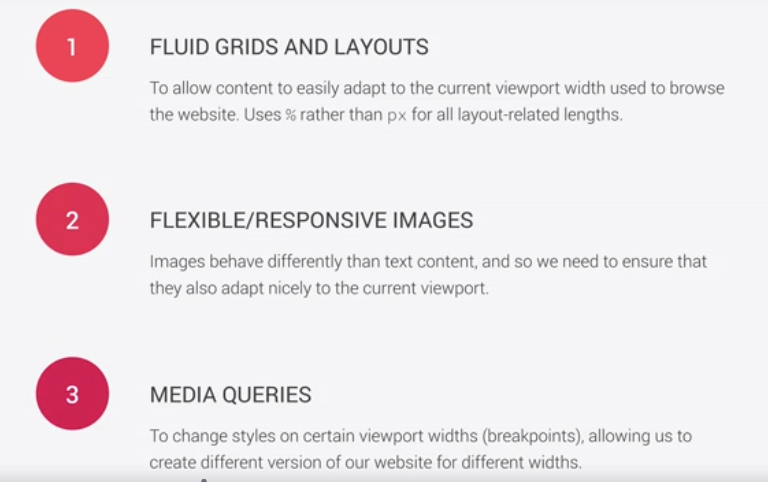 1
FLUID GRIDS AND LAYOUTS
To allow content to easily adapt to the current viewport width used to browse
the website. Uses % rather than px for all layout-related lengths.
2
FLEXIBLE/RESPONSIVE IMAGES
Images behave differently than text content, and so we need to ensure that
they also adapt nicely to the current viewport.
3
MEDIA QUERIES
To change styles on certain viewport widths (breakpoints), allowing us to
create different version of our website for different widths.